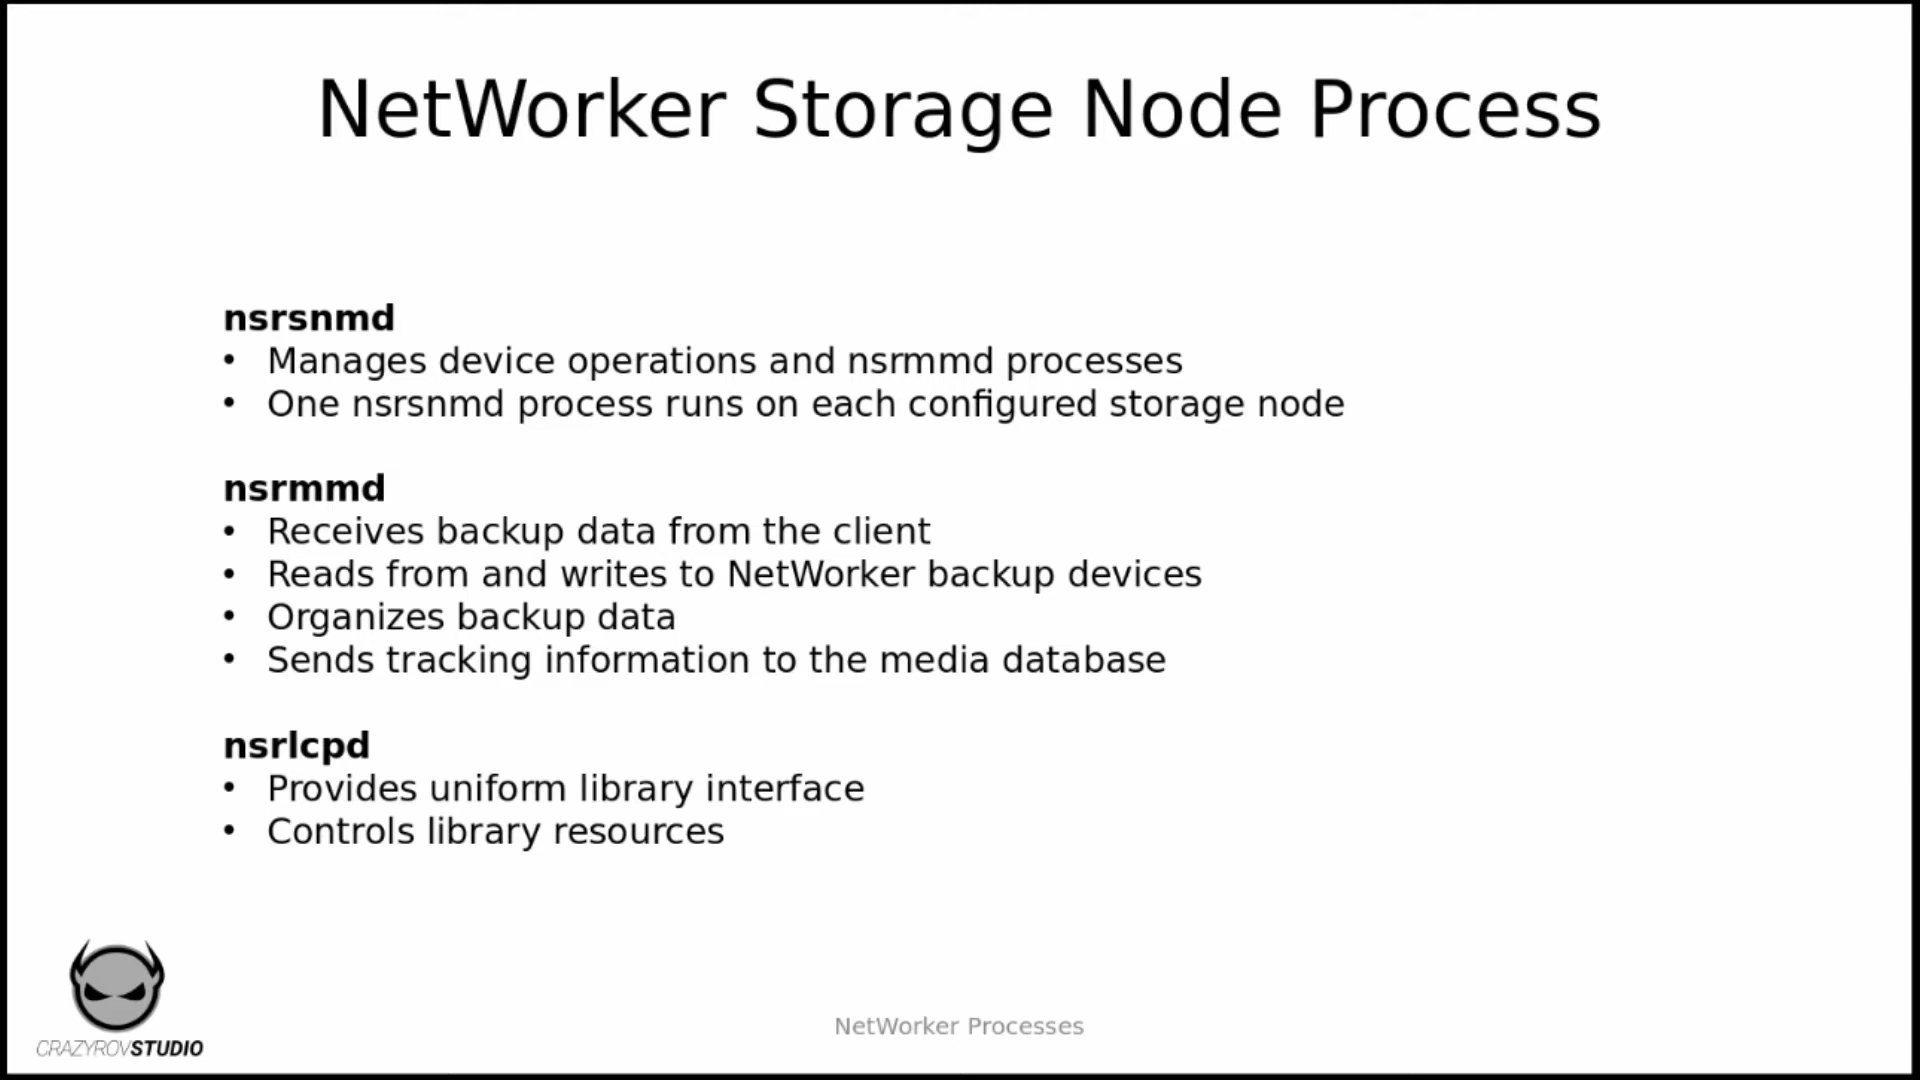 NetWorker Storage Node Process
nsrsnmd
• Manages device operations and nsrmmd processes
• One nsrsnmd process runs on each configured storage node
nsrmmd
• Receives backup data from the client
• Reads from and writes to NetWorker backup devices
• Organizes backup data
• Sends tracking information to the media database
nsrlcpd
• Provides uniform library interface
• Controls library resources
NetWorker Processes
CRAZYROVSTUDIO